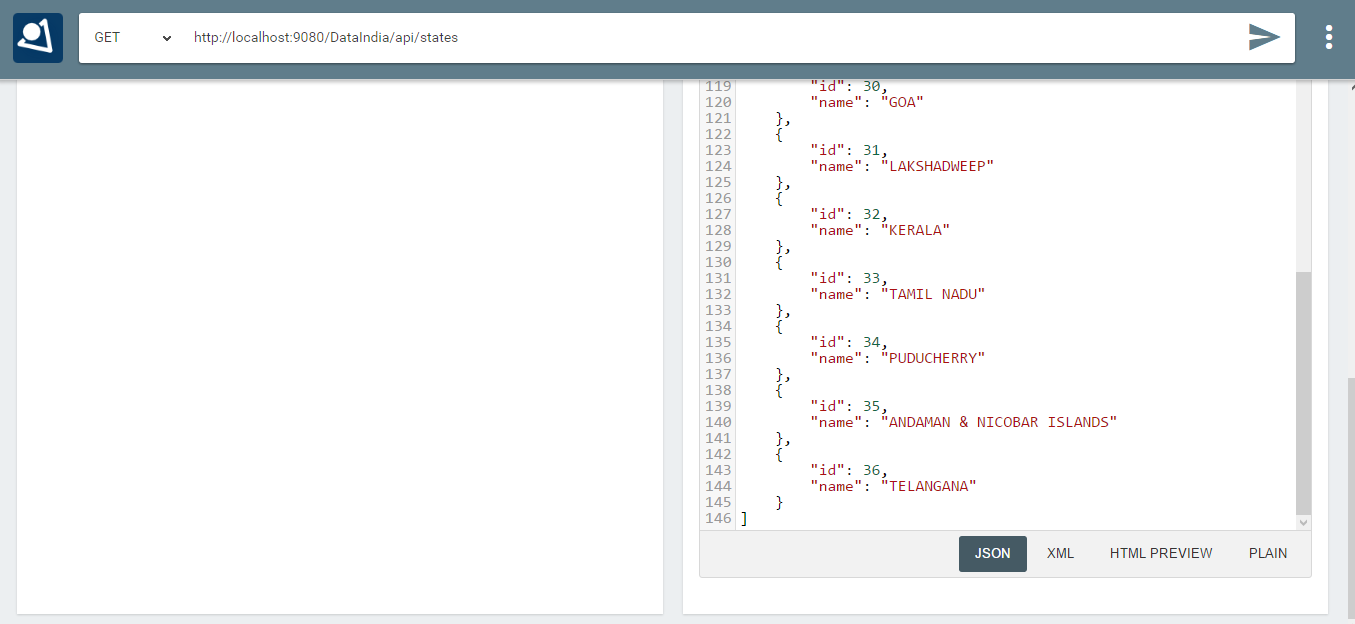 GET http://localhost:9080/DataIndia/api/states
119 "id": 30,
120 "name": "GOA"
121 },
122 {
123 "id": 31,
124 "name": "LAKSHADWEEP"
125 },
126 {
127 "id": 32,
128 "name": "KERALA"
129 },
130 {
131 "id": 33,
132 "name": "TAMIL NADU"
133 },
134 {
135 "id": 34,
136 "name": "PUDUCHERRY"
137 },
138 {
139 "id": 35,
140 "name": "ANDAMAN & NICOBAR ISLANDS"
141 },
142 {
143 "id": 36,
144 "name": "TELANGANA"
145 }
146 ]
JSON XML HTML PREVIEW PLAIN